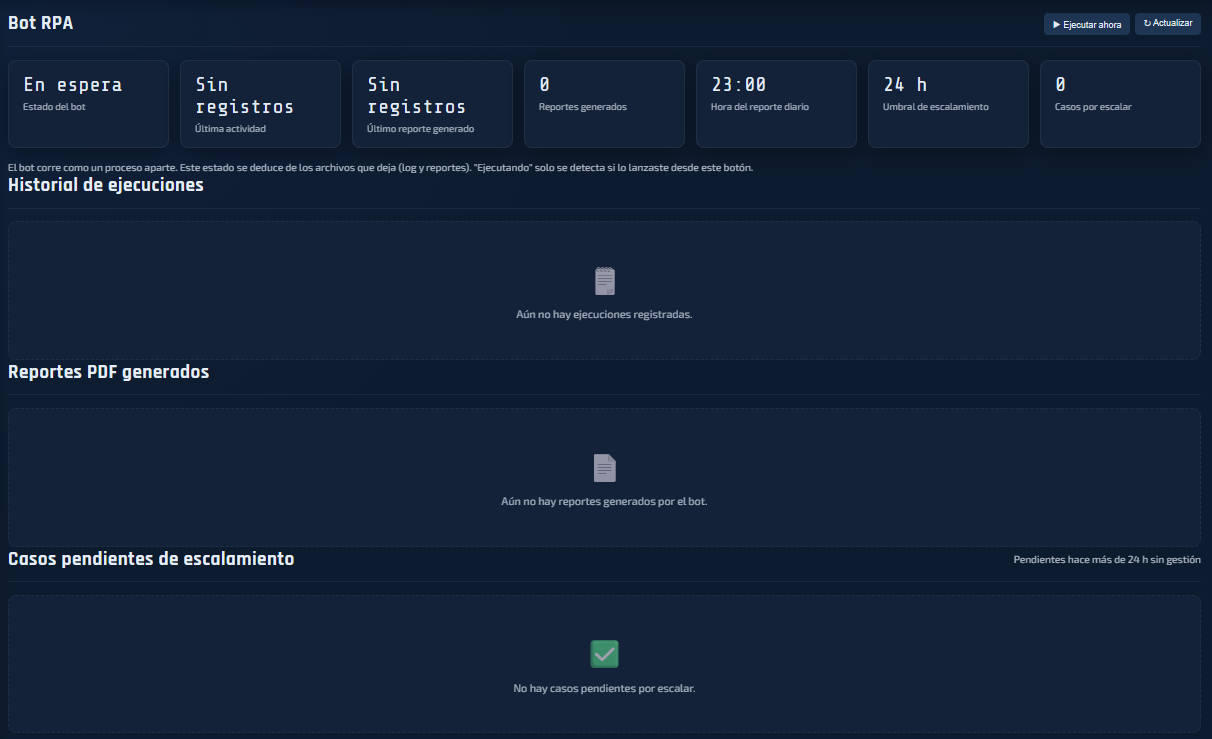 Bot RPA
▶ Ejecutar ahora
↻ Actualizar
En espera
Estado del bot
Sin
registros
Última actividad
Sin
registros
Último reporte generado
0
Reportes generados
23:00
Hora del reporte diario
24 h
Umbral de escalamiento
0
Casos por escalar
El bot corre como un proceso aparte. Este estado se deduce de los archivos que deja (log y reportes). "Ejecutando" solo se detecta si lo lanzaste desde este botón.
Historial de ejecuciones
Aún no hay ejecuciones registradas.
Reportes PDF generados
Aún no hay reportes generados por el bot.
Casos pendientes de escalamiento
Pendientes hace más de 24 h sin gestión
No hay casos pendientes por escalar.